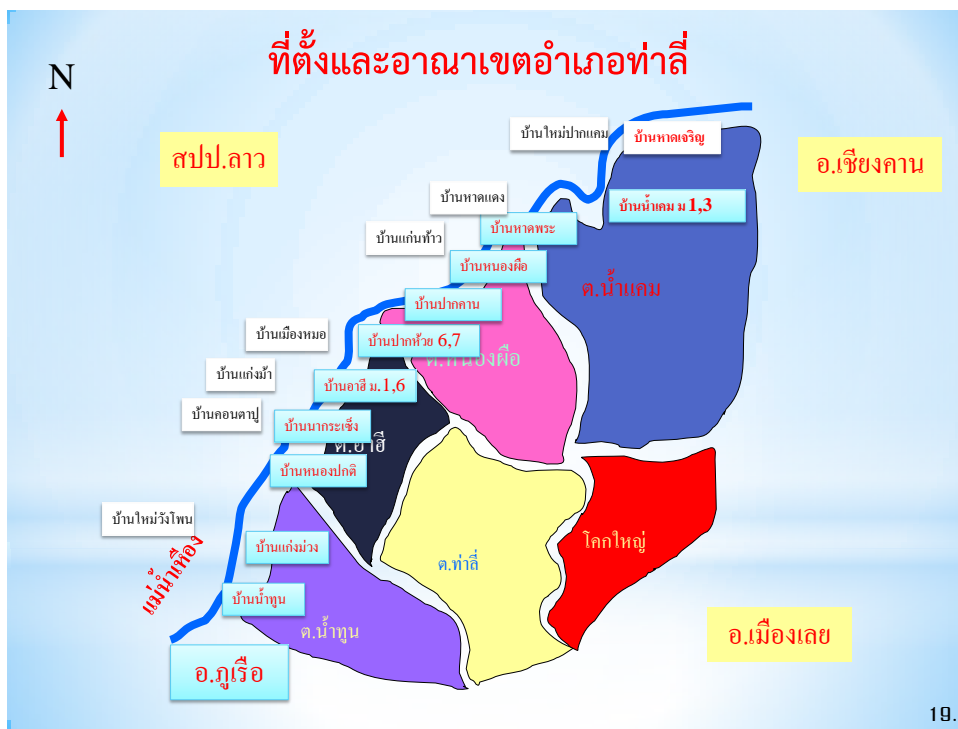 ที่ตั้งและอาณาเขตอำเภอท่าลี่
N
สปป.ลาว
บ้านใหม่ปากแคม
บ้านหาดเจริญ
อ.เชียงคาน
บ้านหาดแดง
บ้านน้ำเคม ม 1,3
บ้านหาดพระ
บ้านแก่นท้าว
บ้านหนองผือ
ต.น้ำแคม
บ้านปากคาน
บ้านเมืองหมอ
บ้านปากห้วย 6,7
ต.หนองผือ
บ้านแก่งม้า
บ้านอาฮี ม.1,6
บ้านคอนตาปู
บ้านนากระเซ็ง
ต.อาฮี
บ้านหนองปกติ
บ้านใหม่วังโพน
บ้านแก่งม่วง
โคกใหญ่
แม่น้ำเหือง
ต.ท่าลี่
บ้านน้ำทูน
ต.น้ำทูน
อ.เมืองเลย
อ.ภูเรือ
19.